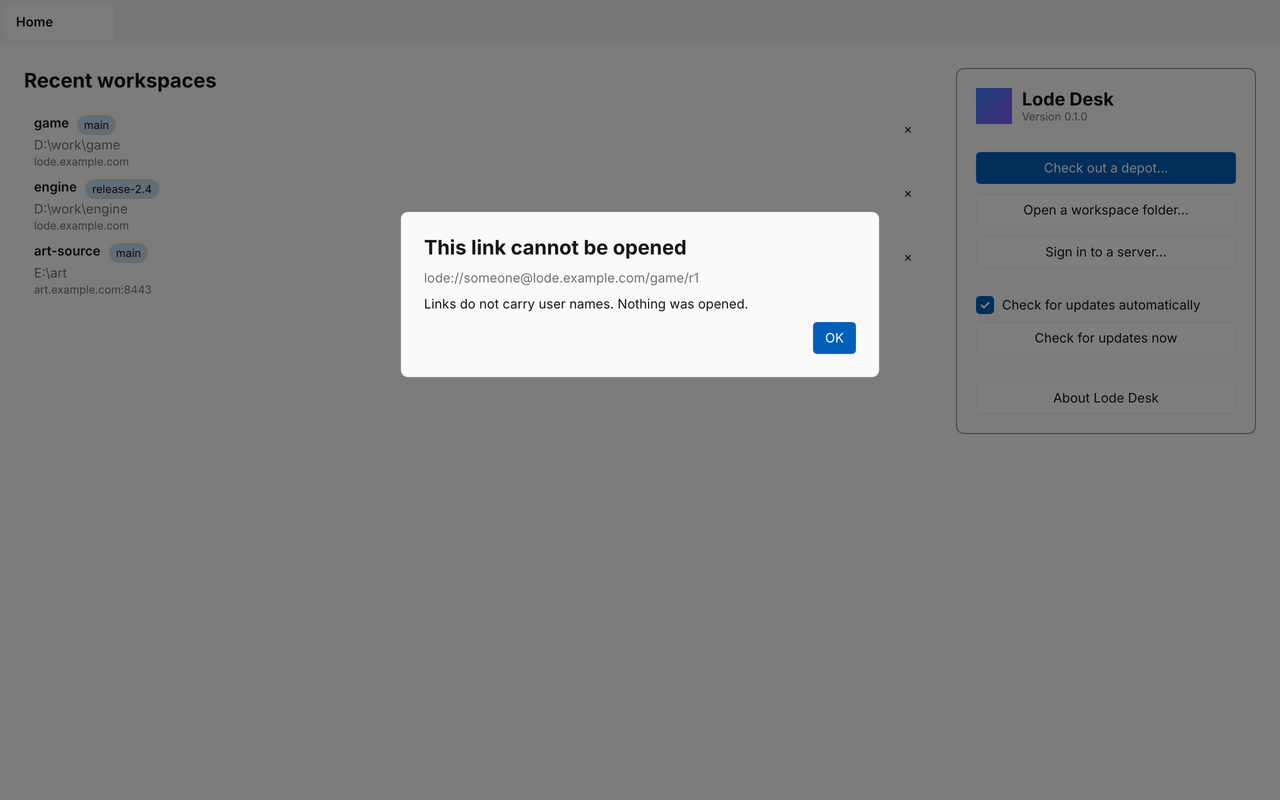 Home
Recent workspaces
game main
D:\work\game
lode.example.com
engine release-2.4
D:\work\engine
lode.example.com
art-source main
E:\art
art.example.com:8443
This link cannot be opened
lode://someone@lode.example.com/game/r1
Links do not carry user names. Nothing was opened.
OK
Lode Desk
Version 0.1.0
Check out a depot...
Open a workspace folder...
Sign in to a server...
Check for updates automatically
Check for updates now
About Lode Desk